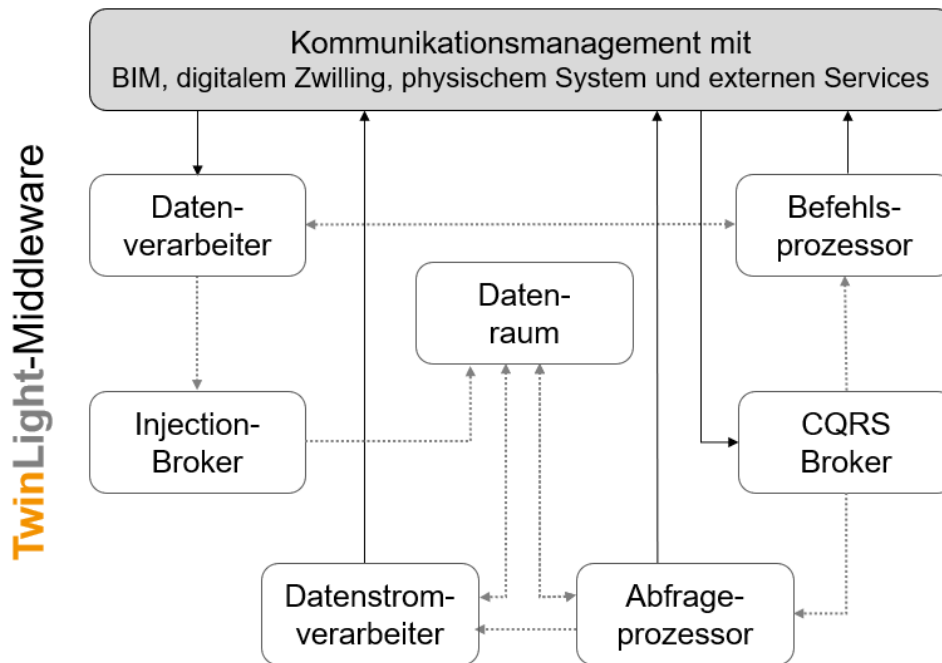 Kommunikationsmanagement mit
BIM, digitalem Zwilling, physischem System und externen Services
TwinLight-Middleware
Daten-
verarbeiter
Befehls-
prozessor
Daten-
raum
Injection-
Broker
CQRS
Broker
Datenstrom-
verarbeiter
Abfrage-
prozessor